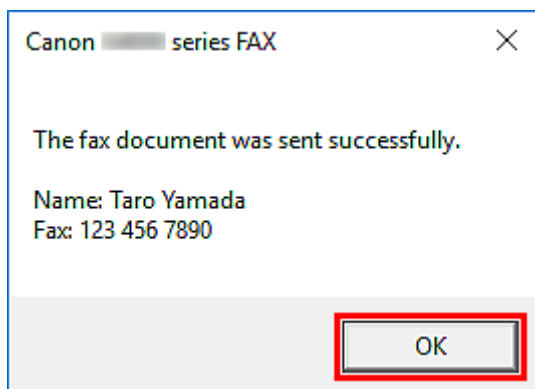 Canon series FAX
The fax document was sent successfully.
Name: Taro Yamada
Fax: 123 456 7890
OK